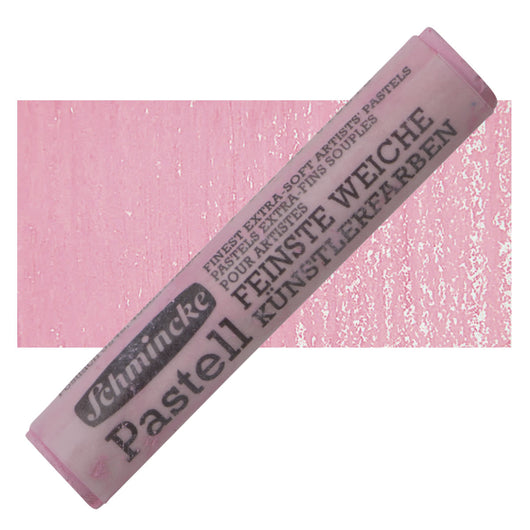 Schmincke
Pastell
FINEST EXTRA-SOFT ARTISTS' PASTELS
PASTELS EXTRA-FINS SOUPLES
POUR ARTISTES
FEINSTE WEICHE
KÜNSTLERFARBEN